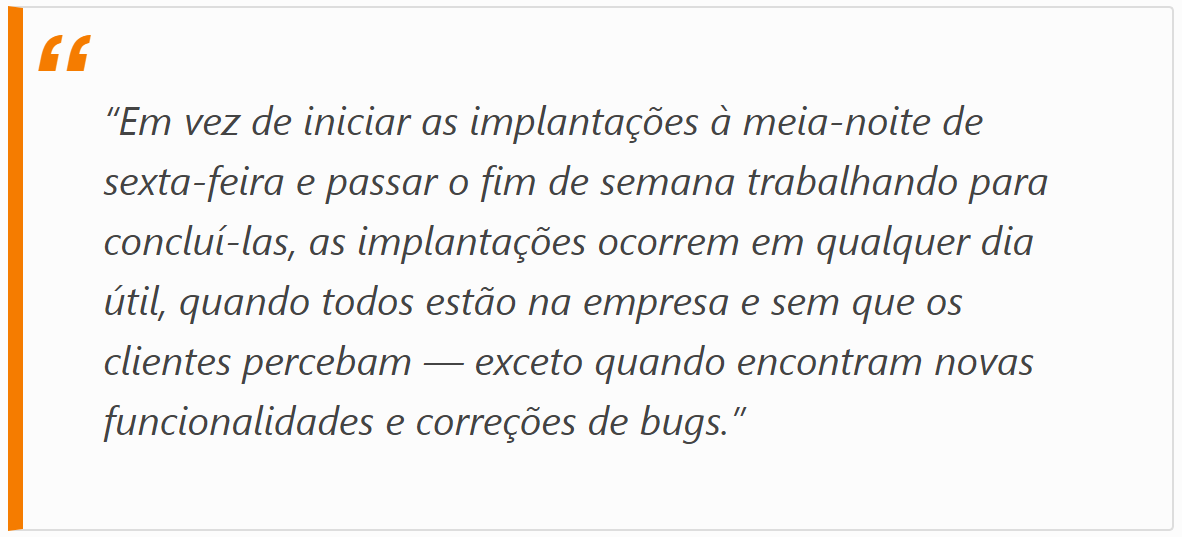 “
“Em vez de iniciar as implantações à meia-noite de
sexta-feira e passar o fim de semana trabalhando para
concluí-las, as implantações ocorrem em qualquer dia
útil, quando todos estão na empresa e sem que os
clientes percebam — exceto quando encontram novas
funcionalidades e correções de bugs.”